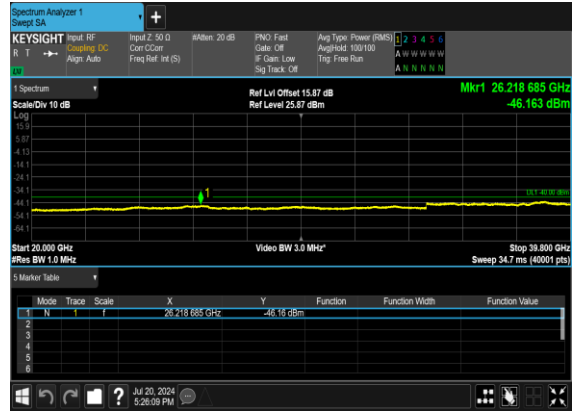 Spectrum Analyzer 1
Swept SA
+
KEYSIGHT Input: RF Input Z: 50 Ω #Atten: 20 dB PNO: Fast Avg Type: Power (RMS) 1 2 3 4 5 6
R T Coupling: DC Corr CCorr Gate: Off Avg|Hold: 100/100 A W W W W W
Align: Auto Freq Ref: Int (S) IF Gain: Low Trig: Free Run
Sig Track: Off A N N N N N
1 Spectrum Ref Lvl Offset 15.87 dB Mkr1 26.218 685 GHz
Scale/Div 10 dB Ref Level 25.87 dBm -46.163 dBm
Log
15.9
5.87
-4.13
-14.1
-24.1
-34.1 1 DL1 -40.00 dBm
-44.1
-54.1
-64.1
Start 20.000 GHz Video BW 3.0 MHz* Stop 39.800 GHz
#Res BW 1.0 MHz Sweep 34.7 ms (40001 pts)
5 Marker Table
Mode Trace Scale X Y Function Function Width Function Value
1 N 1 f 26.218 685 GHz -46.16 dBm
2
3
4
5
6
? Jul 20, 2024
5:26:09 PM